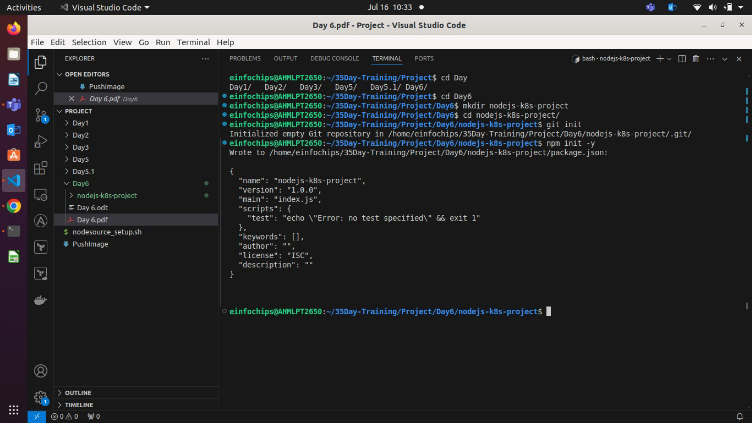 Activities
Visual Studio Code
Jul 16 10:33
Day 6.pdf - Project - Visual Studio Code
File Edit Selection View Go Run Terminal Help
EXPLORER
OPEN EDITORS
PushImage
Day 6.pdf Day6
PROJECT
Day1
Day2
Day3
Day5
Day5.1
Day6
nodejs-k8s-project
Day 6.odt
Day 6.pdf
nodesource_setup.sh
PushImage
OUTLINE
TIMELINE
PROBLEMS OUTPUT DEBUG CONSOLE TERMINAL PORTS
bash - nodejs-k8s-project
einfochips@AHMLPT2650:~/35Day-Training/Project$ cd Day
Day1/ Day2/ Day3/ Day5/ Day5.1/ Day6/
einfochips@AHMLPT2650:~/35Day-Training/Project$ cd Day6
einfochips@AHMLPT2650:~/35Day-Training/Project/Day6$ mkdir nodejs-k8s-project
einfochips@AHMLPT2650:~/35Day-Training/Project/Day6$ cd nodejs-k8s-project/
einfochips@AHMLPT2650:~/35Day-Training/Project/Day6/nodejs-k8s-project$ git init
Initialized empty Git repository in /home/einfochips/35Day-Training/Project/Day6/nodejs-k8s-project/.git/
einfochips@AHMLPT2650:~/35Day-Training/Project/Day6/nodejs-k8s-project$ npm init -y
Wrote to /home/einfochips/35Day-Training/Project/Day6/nodejs-k8s-project/package.json:
{
"name": "nodejs-k8s-project",
"version": "1.0.0",
"main": "index.js",
"scripts": {
"test": "echo \"Error: no test specified\" && exit 1"
},
"keywords": [],
"author": "",
"license": "ISC",
"description": ""
}
einfochips@AHMLPT2650:~/35Day-Training/Project/Day6/nodejs-k8s-project$
0 0 0